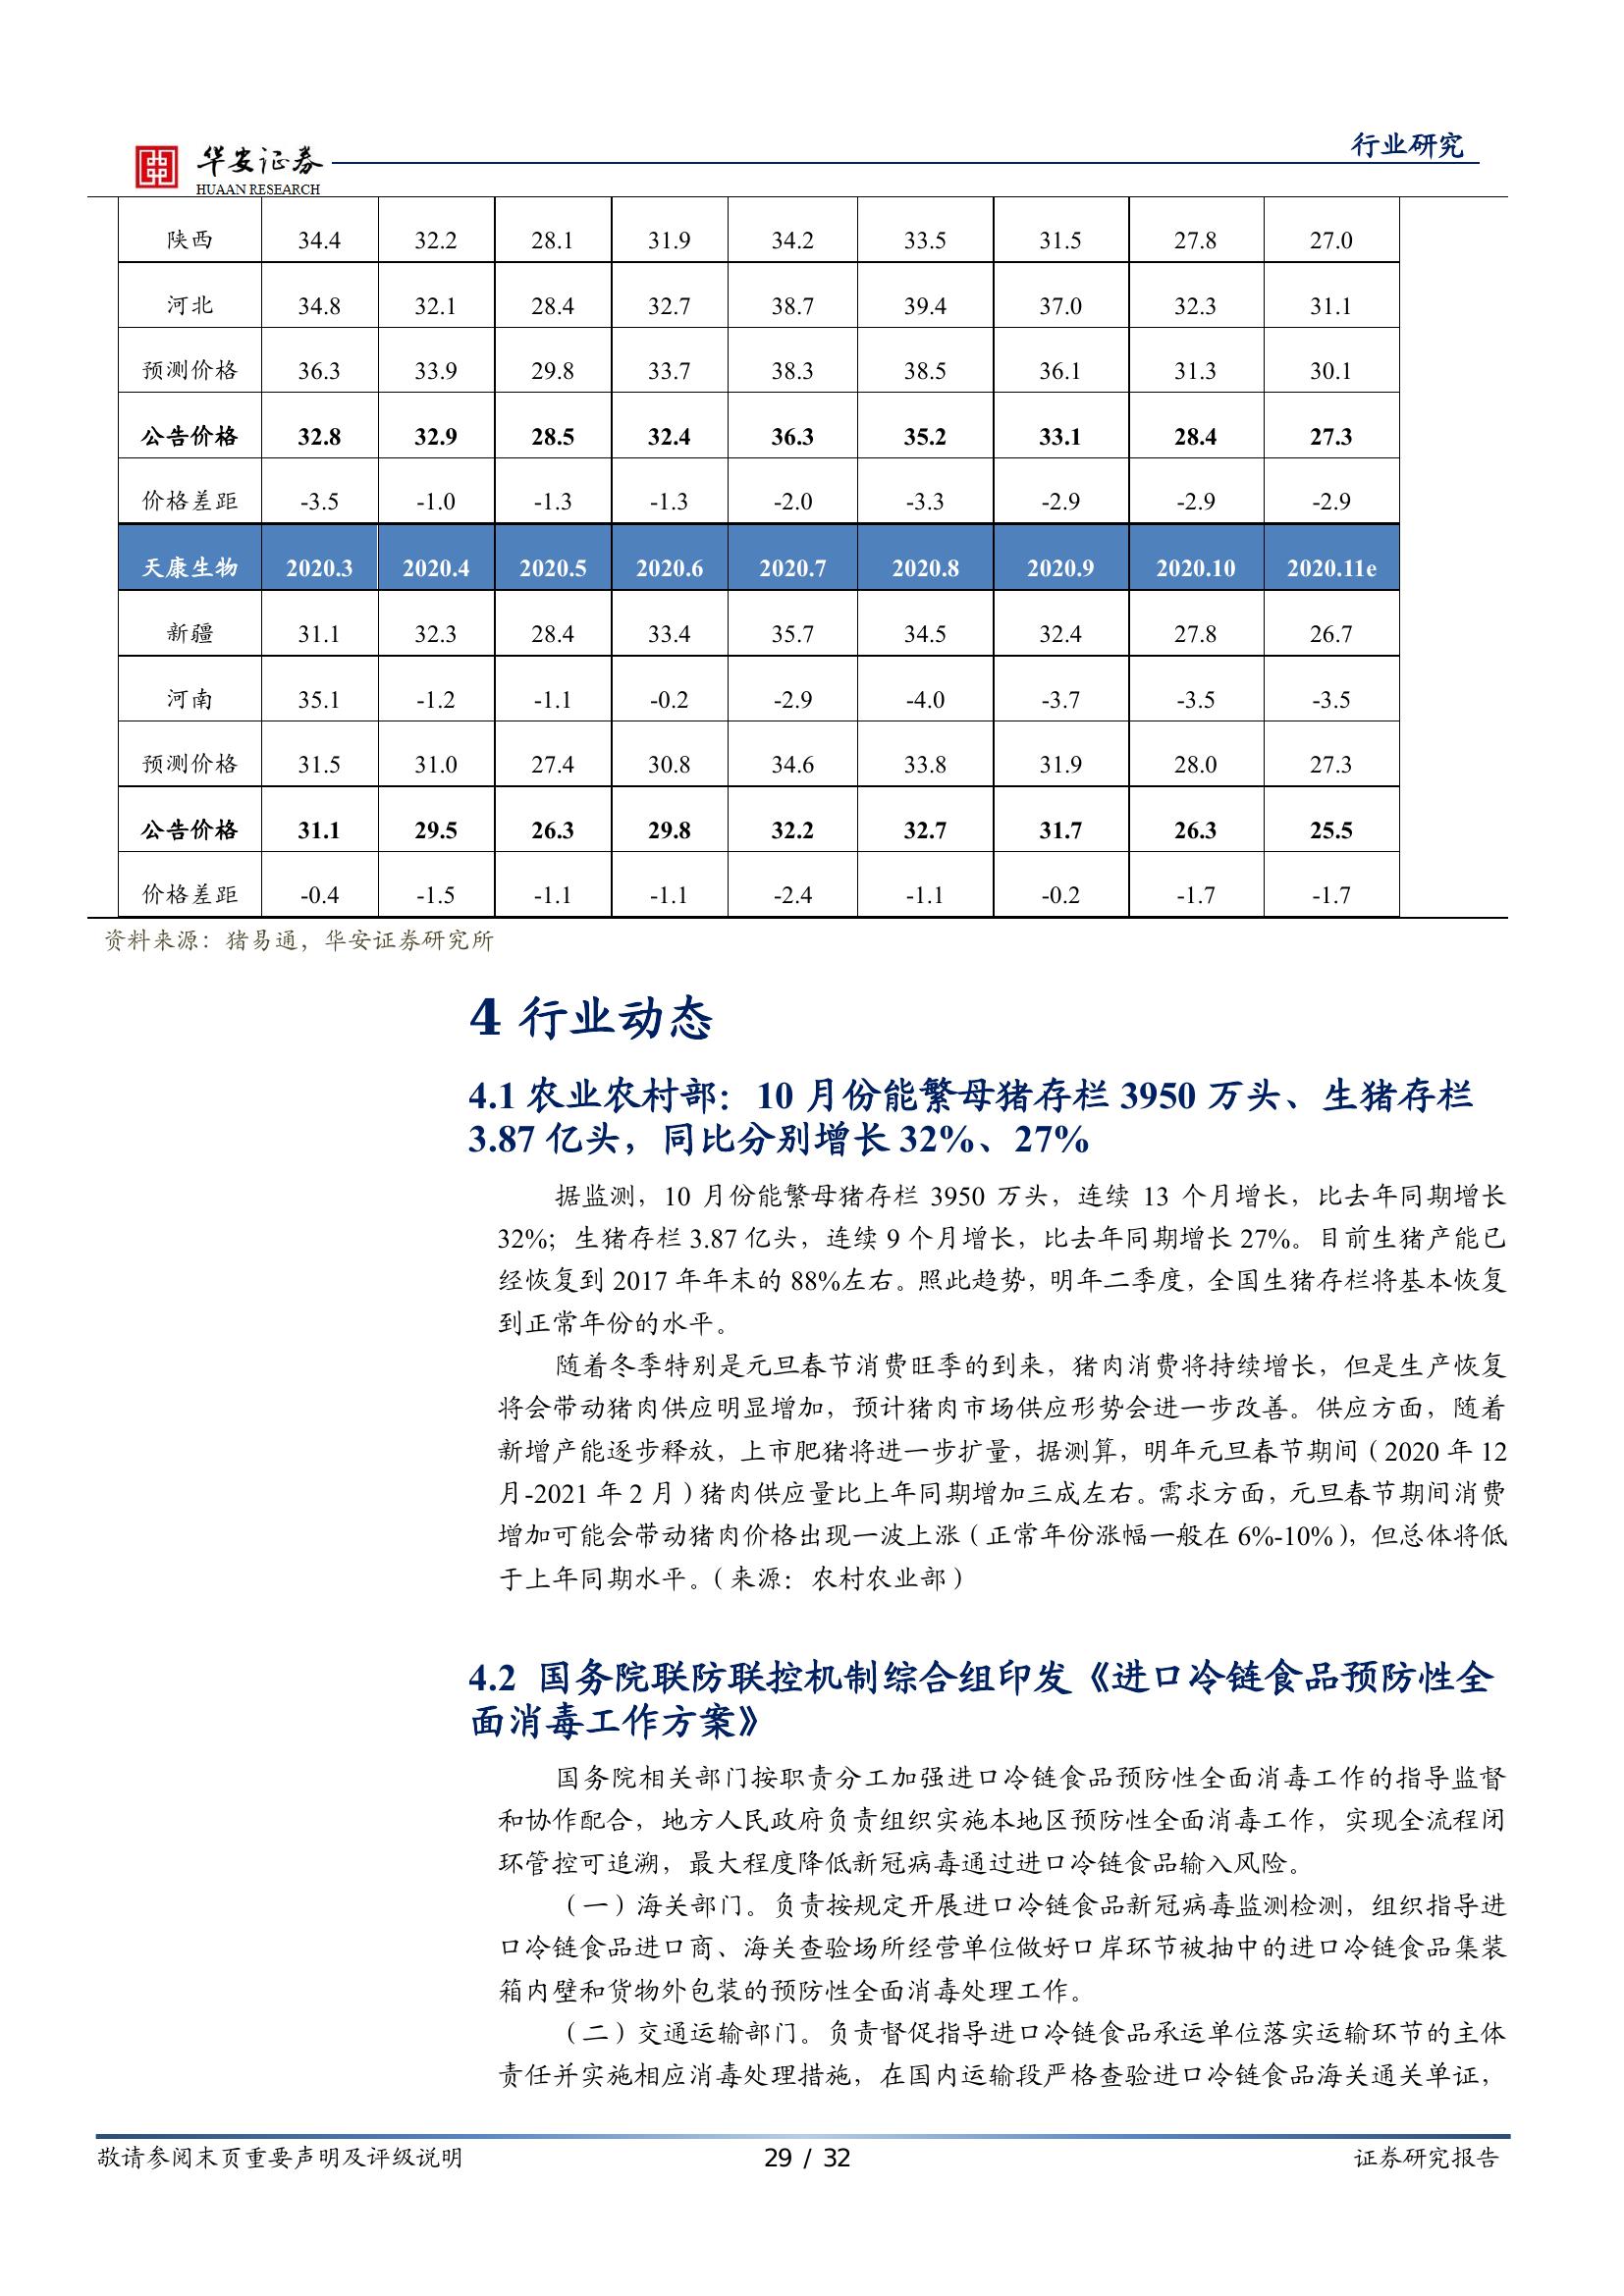 华安证券
HUAAN RESEARCH
行业研究
陕西 34.4 32.2 28.1 31.9 34.2 33.5 31.5 27.8 27.0
河北 34.8 32.1 28.4 32.7 38.7 39.4 37.0 32.3 31.1
预测价格 36.3 33.9 29.8 33.7 38.3 38.5 36.1 31.3 30.1
公告价格 32.8 32.9 28.5 32.4 36.3 35.2 33.1 28.4 27.3
价格差距 -3.5 -1.0 -1.3 -1.3 -2.0 -3.3 -2.9 -2.9 -2.9
天康生物 2020.3 2020.4 2020.5 2020.6 2020.7 2020.8 2020.9 2020.10 2020.11e
新疆 31.1 32.3 28.4 33.4 35.7 34.5 32.4 27.8 26.7
河南 35.1 -1.2 -1.1 -0.2 -2.9 -4.0 -3.7 -3.5 -3.5
预测价格 31.5 31.0 27.4 30.8 34.6 33.8 31.9 28.0 27.3
公告价格 31.1 29.5 26.3 29.8 32.2 32.7 31.7 26.3 25.5
价格差距 -0.4 -1.5 -1.1 -1.1 -2.4 -1.1 -0.2 -1.7 -1.7
资料来源：猪易通，华安证券研究所
4 行业动态
4.1 农业农村部：10 月份能繁母猪存栏 3950 万头、生猪存栏
3.87 亿头，同比分别增长 32%、27%
据监测，10 月份能繁母猪存栏 3950 万头，连续 13 个月增长，比去年同期增长
32%；生猪存栏 3.87 亿头，连续 9 个月增长，比去年同期增长 27%。目前生猪产能已
经恢复到 2017 年年末的 88%左右。照此趋势，明年二季度，全国生猪存栏将基本恢复
到正常年份的水平。
随着冬季特别是元旦春节消费旺季的到来，猪肉消费将持续增长，但是生产恢复
将会带动猪肉供应明显增加，预计猪肉市场供应形势会进一步改善。供应方面，随着
新增产能逐步释放，上市肥猪将进一步扩量，据测算，明年元旦春节期间（2020 年 12
月-2021 年 2 月）猪肉供应量比上年同期增加三成左右。需求方面，元旦春节期间消费
增加可能会带动猪肉价格出现一波上涨（正常年份涨幅一般在 6%-10%），但总体将低
于上年同期水平。（来源：农村农业部）
4.2 国务院联防联控机制综合组印发《进口冷链食品预防性全
面消毒工作方案》
国务院相关部门按职责分工加强进口冷链食品预防性全面消毒工作的指导监督
和协作配合，地方人民政府负责组织实施本地区预防性全面消毒工作，实现全流程闭
环管控可追溯，最大程度降低新冠病毒通过进口冷链食品输入风险。
（一）海关部门。负责按规定开展进口冷链食品新冠病毒监测检测，组织指导进
口冷链食品进口商、海关查验场所经营单位做好口岸环节被抽中的进口冷链食品集装
箱内壁和货物外包装的预防性全面消毒处理工作。
（二）交通运输部门。负责督促指导进口冷链食品承运单位落实运输环节的主体
责任并实施相应消毒处理措施，在国内运输段严格查验进口冷链食品海关通关单证，
敬请参阅末页重要声明及评级说明 29 / 32 证券研究报告